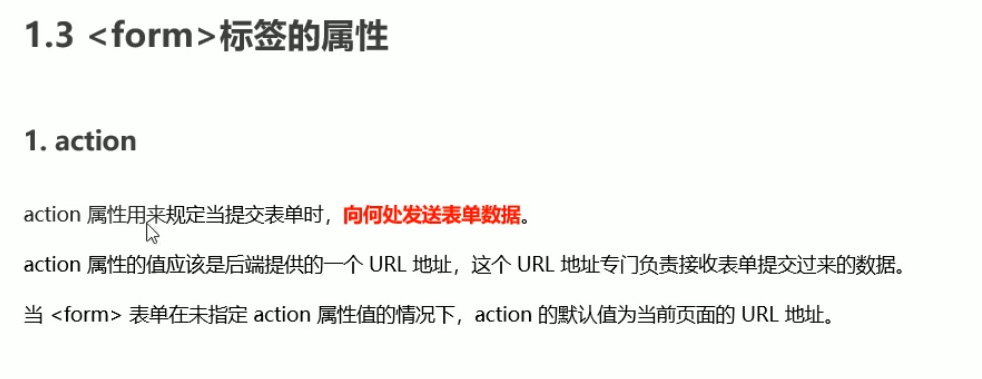 1.3 <form>标签的属性
1. action
action 属性用来规定当提交表单时，向何处发送表单数据。
action 属性的值应该是后端提供的一个 URL 地址，这个 URL 地址专门负责接收表单提交过来的数据。
当 <form> 表单在未指定 action 属性值的情况下，action 的默认值为当前页面的 URL 地址。